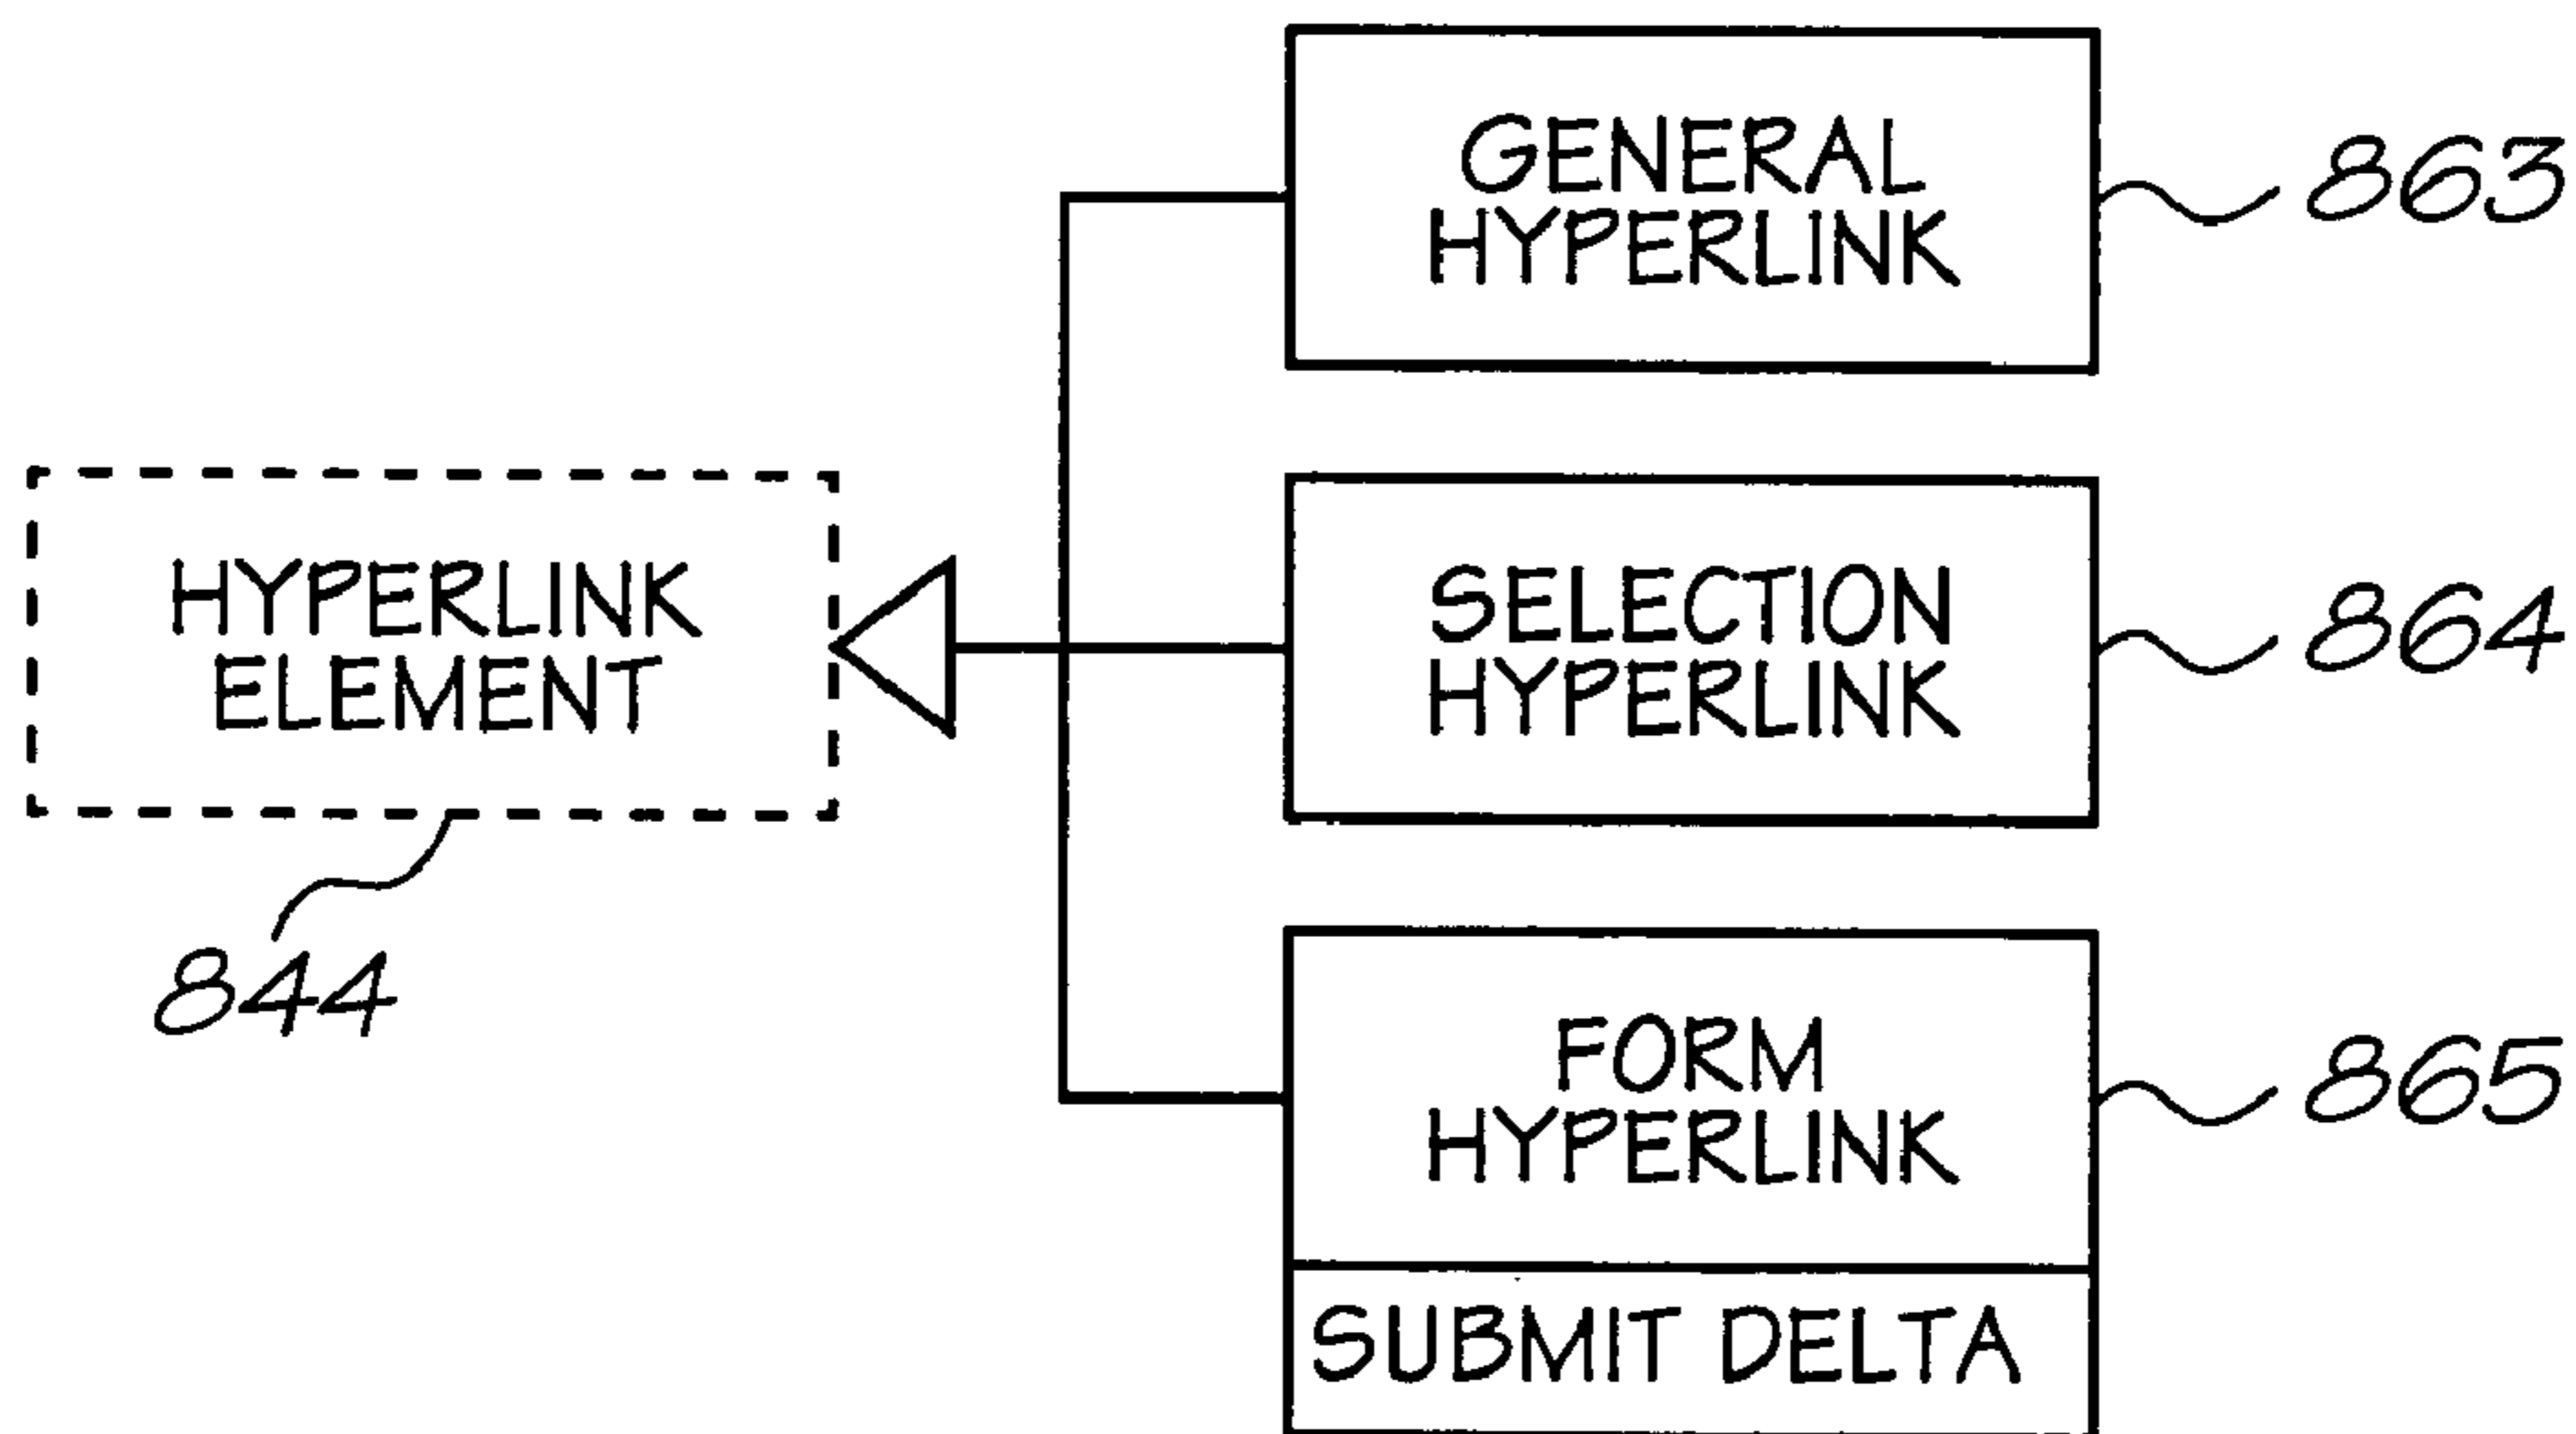 GENERAL
HYPERLINK
863
HYPERLINK
ELEMENT
844
SELECTION
HYPERLINK
864
FORM
HYPERLINK
865
SUBMIT DELTA